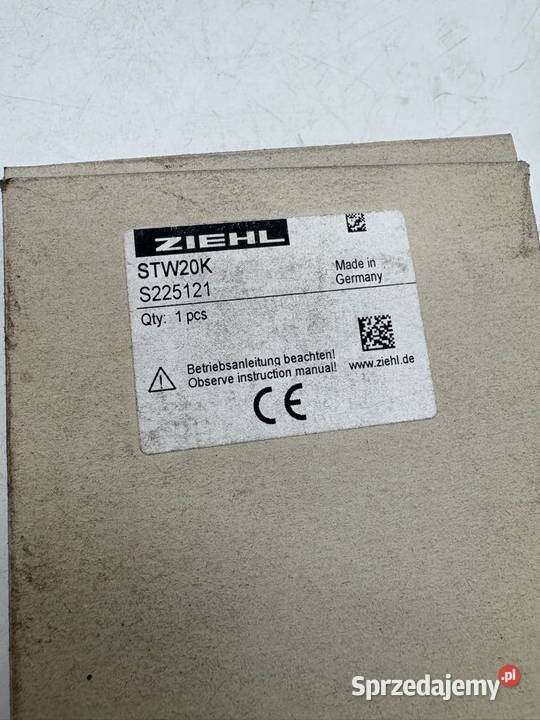 ZIEHL
STW20K
S225121
Made in
Germany
Qty: 1 pcs
Betriebsanleitung beachten!
Observe instruction manual!
www.ziehl.de
CE
Sprzedajemy.pl